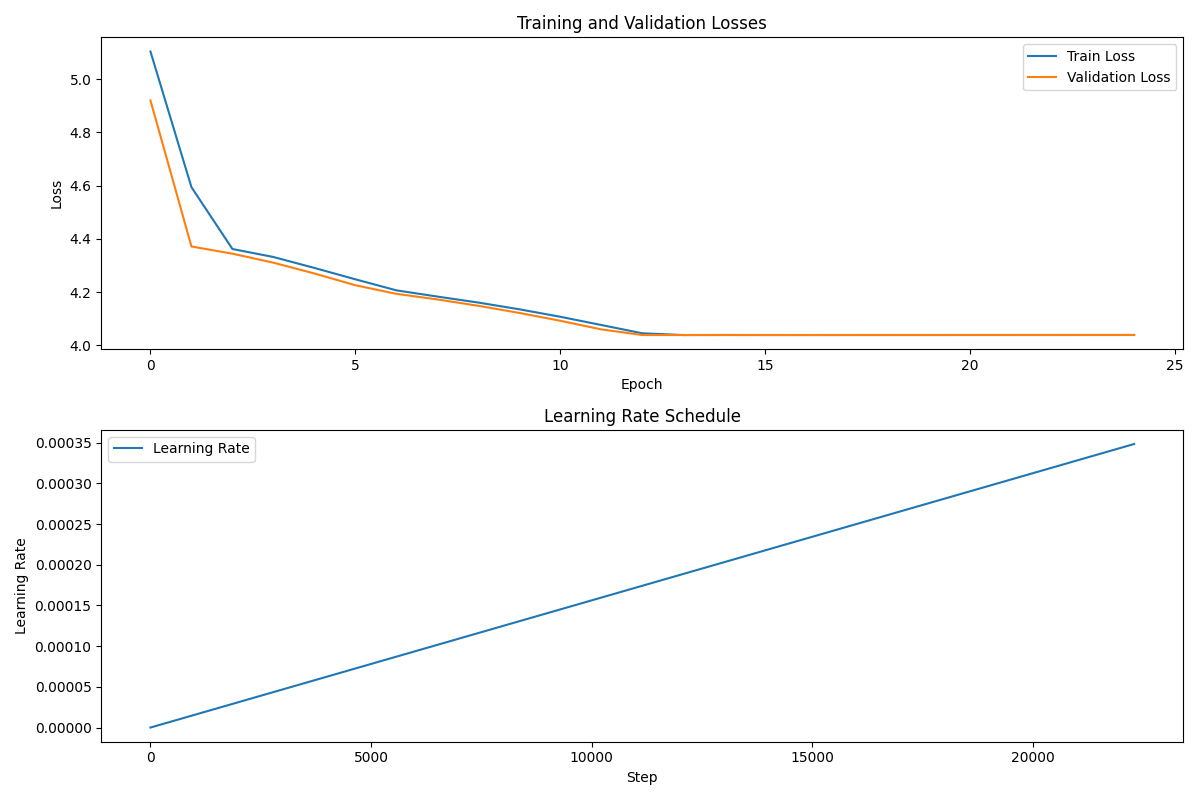 Training and Validation Losses
Train Loss
Validation Loss
Loss
5.0
4.8
4.6
4.4
4.2
4.0
0 5 10 15 20 25
Epoch
Learning Rate Schedule
Learning Rate
Learning Rate
0.00035
0.00030
0.00025
0.00020
0.00015
0.00010
0.00005
0.00000
0 5000 10000 15000 20000
Step